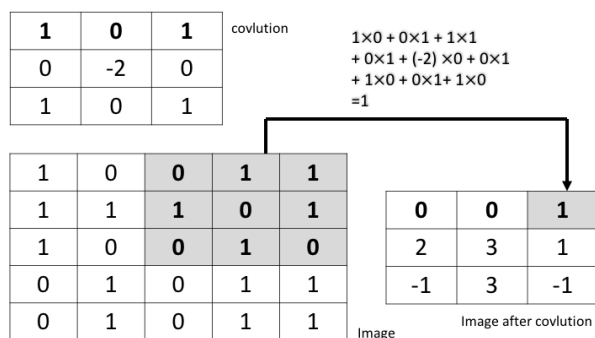 1 0 1 covlution
0 -2 0
1 0 1
1×0 + 0×1 + 1×1
+ 0×1 + (-2) ×0 + 0×1
+ 1×0 + 0×1+ 1×0
=1
1 0 0 1 1
1 1 1 0 1
1 0 0 1 0
0 1 0 1 1
0 1 0 1 1
Image
0 0 1
2 3 1
-1 3 -1
Image after covlution